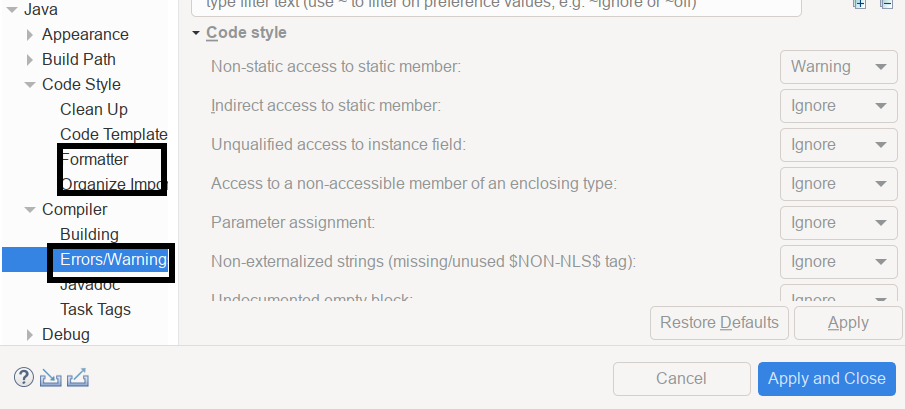 Java
Appearance
Build Path
Code Style
Clean Up
Code Template
Formatter
Organize Impo
Compiler
Building
Errors/Warning
Javadoc
Task Tags
Debug
type filter text (use ~ to filter on preference values, e.g. ~ignore or ~off)
Code style
Non-static access to static member: Warning
Indirect access to static member: Ignore
Unqualified access to instance field: Ignore
Access to a non-accessible member of an enclosing type: Ignore
Parameter assignment: Ignore
Non-externalized strings (missing/unused $NON-NLS$ tag): Ignore
Undocumented empty block: Ignore
Restore Defaults Apply
? Cancel Apply and Close